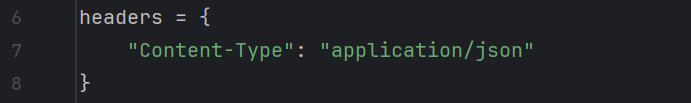 6 headers = {
7     "Content-Type": "application/json"
8 }